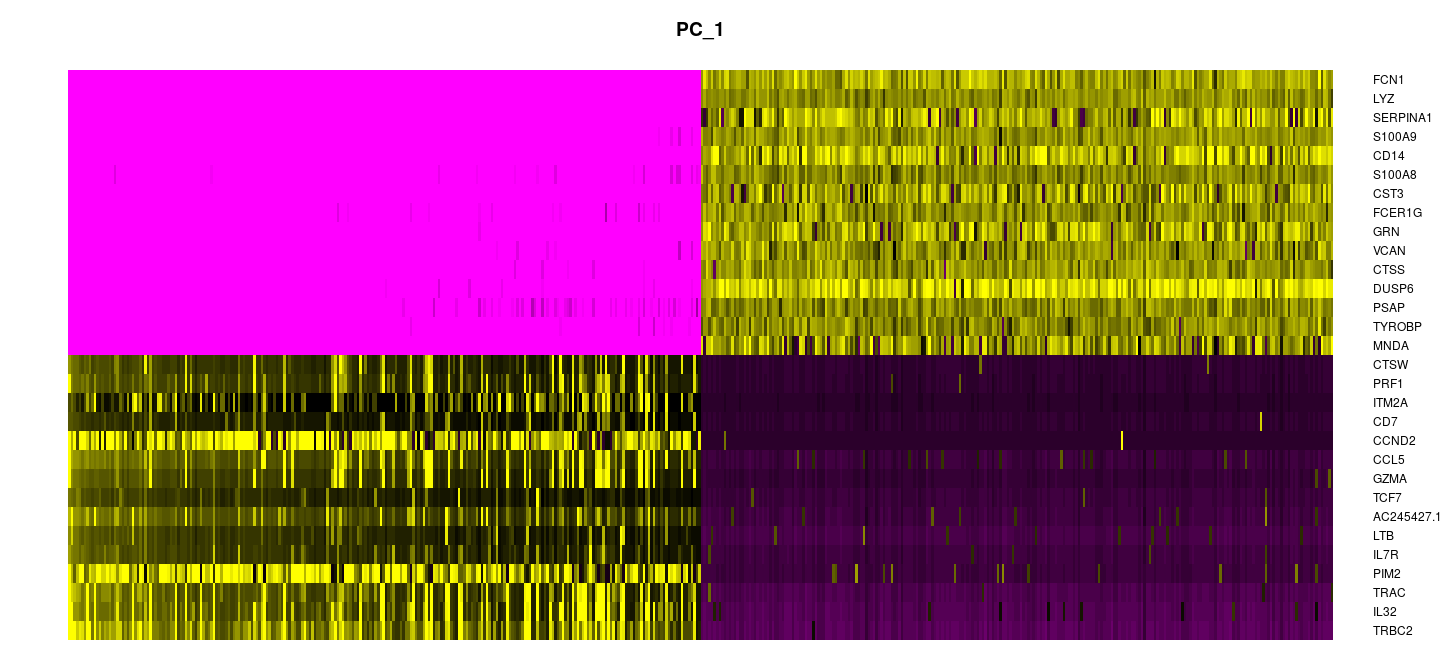 PC_1
FCN1
LYZ
SERPINA1
S100A9
CD14
S100A8
CST3
FCER1G
GRN
VCAN
CTSS
DUSP6
PSAP
TYROBP
MNDA
CTSW
PRF1
ITM2A
CD7
CCND2
CCL5
GZMA
TCF7
AC245427.1
LTB
IL7R
PIM2
TRAC
IL32
TRBC2